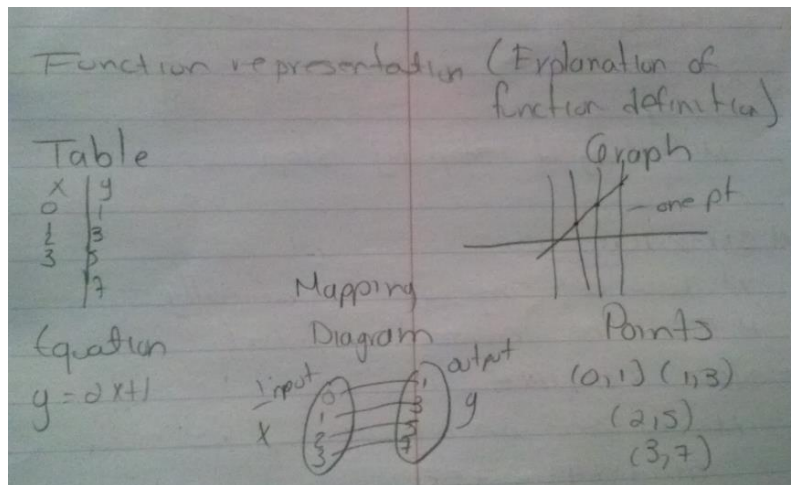 Function representation (Explanation of
function definition)
Table
x y
0 1
1 3
2 5
3 7
Graph
one pt
Mapping
Diagram
input output
0 1
1 3
2 5
3 7
x y
Equation
y = 2x+1
Points
(0,1) (1,3)
(2,5)
(3,7)